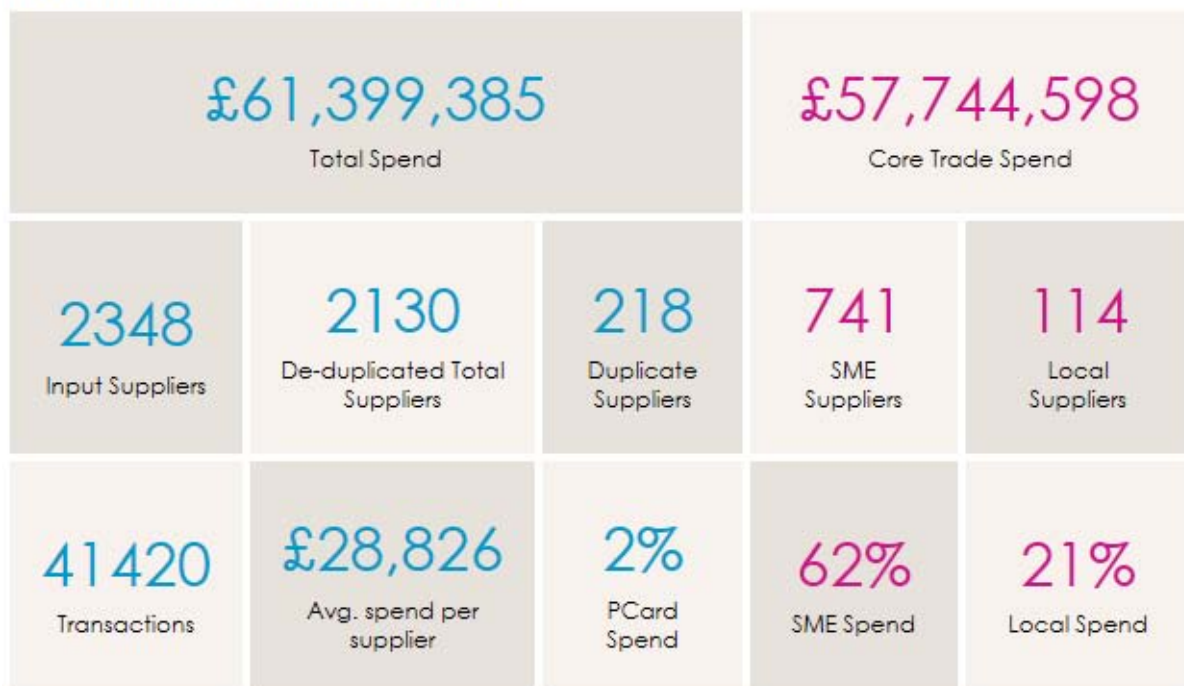 £61,399,385
Total Spend
£57,744,598
Core Trade Spend
2348
Input Suppliers
2130
De-duplicated Total
Suppliers
218
Duplicate
Suppliers
741
SME
Suppliers
114
Local
Suppliers
41420
Transactions
£28,826
Avg. spend per
supplier
2%
PCard
Spend
62%
SME Spend
21%
Local Spend